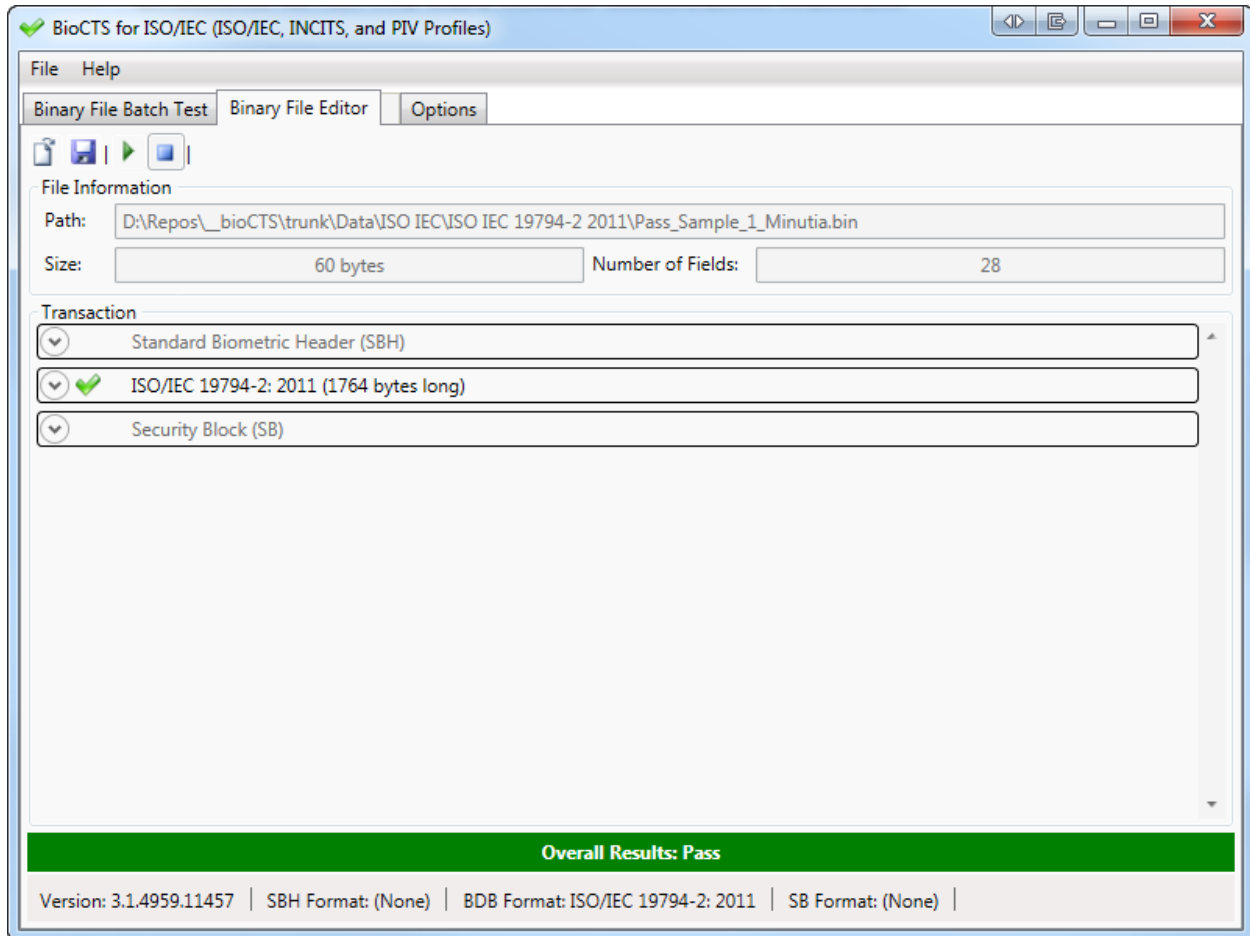 BioCTS for ISO/IEC (ISO/IEC, INCITS, and PIV Profiles)
File Help
Binary File Batch Test Binary File Editor Options
File Information
Path: D:\Repos\__bioCTS\trunk\Data\ISO IEC\ISO IEC 19794-2 2011\Pass_Sample_1_Minutia.bin
Size: 60 bytes Number of Fields: 28
Transaction
Standard Biometric Header (SBH)
ISO/IEC 19794-2: 2011 (1764 bytes long)
Security Block (SB)
Overall Results: Pass
Version: 3.1.4959.11457 | SBH Format: (None) | BDB Format: ISO/IEC 19794-2: 2011 | SB Format: (None) |